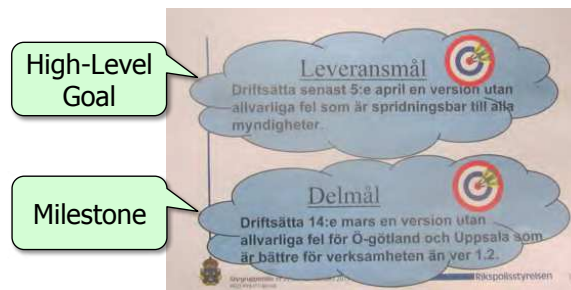 High-Level
Goal
Leveransmål
Driftsätta senast 5:e april en version utan
allvarliga fel som är spridningsbar till alla
myndigheter.
Milestone
Delmål
Driftsätta 14:e mars en version utan
allvarliga fel för Ö-götland och Uppsala som
är bättre för verksamheten än ver 1.2.
Rikspolisstyrelsen